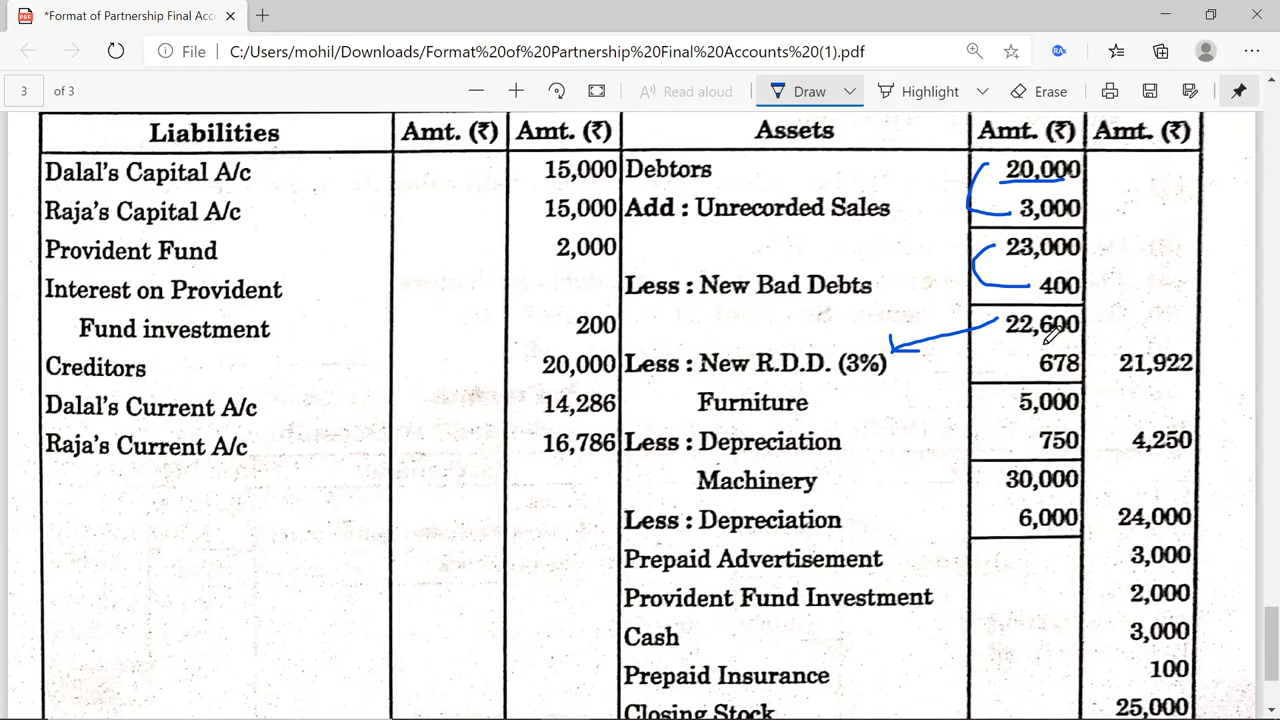 *Format of Partnership Final Acc
File C:/Users/mohil/Downloads/Format%20of%20Partnership%20Final%20Accounts%20(1).pdf
3 of 3 Read aloud Draw Highlight Erase
Liabilities Amt. (₹) Amt. (₹) Assets Amt. (₹) Amt. (₹)
Dalal's Capital A/c 15,000 Debtors 20,000
Raja's Capital A/c 15,000 Add : Unrecorded Sales 3,000
Provident Fund 2,000 23,000
Interest on Provident Less : New Bad Debts 400
Fund investment 200 22,600
Creditors 20,000 Less : New R.D.D. (3%) 678 21,922
Dalal's Current A/c 14,286 Furniture 5,000
Raja's Current A/c 16,786 Less : Depreciation 750 4,250
Machinery 30,000
Less : Depreciation 6,000 24,000
Prepaid Advertisement 3,000
Provident Fund Investment 2,000
Cash 3,000
Prepaid Insurance 100
Closing Stock 25,000